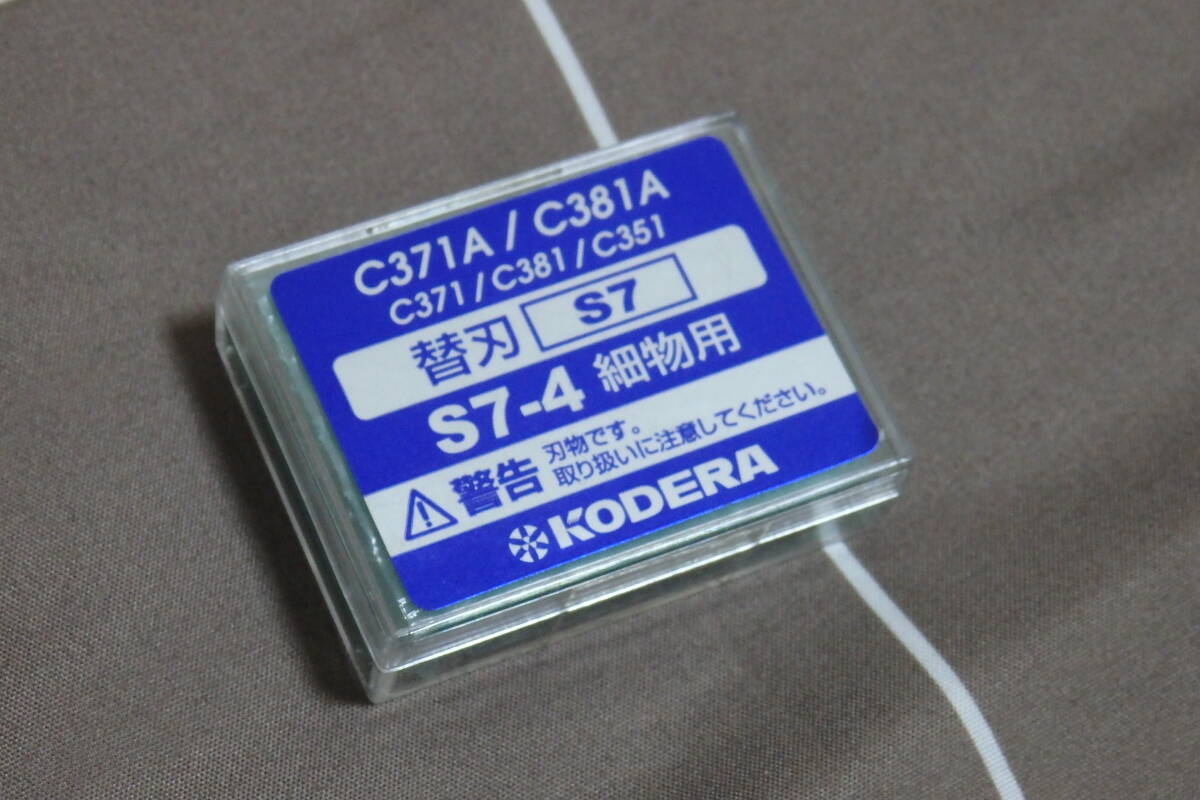 C371A / C381A
C371 / C381 / C351
替刃 S7
S7-4 細物用
警告 刃物です。
取り扱いに注意してください。
KODERA